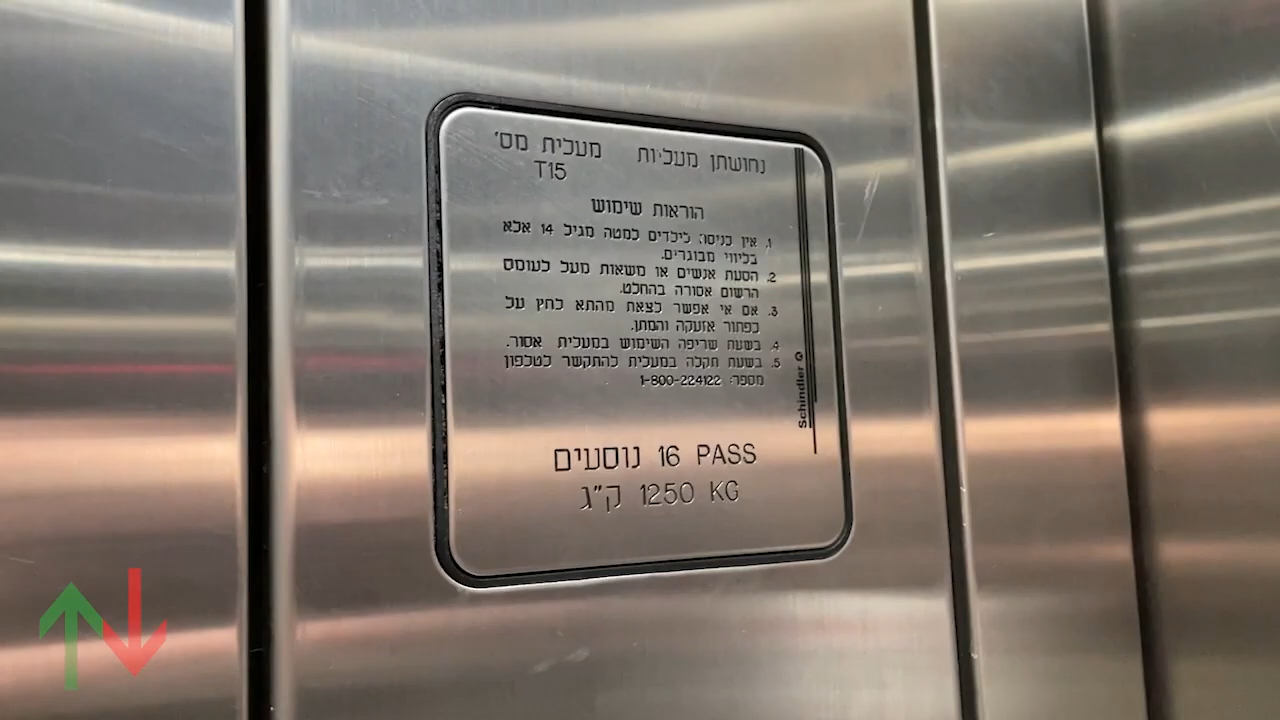 נחושתן מעליות מעלית מס'
T15
הוראות שימוש
1. אין כניסה לילדים למטה מגיל 14 אלא
בליווי מבוגרים.
2. הסעת אנשים או משאות מעל לעומס
הרשום אסורה בהחלט.
3. אם אי אפשר לצאת מהתא לחץ על
כפתור אזעקה והמתן.
4. בשעת שריפה השימוש במעלית אסור.
5. בשעת תקלה במעלית להתקשר לטלפון
מספר: 1-800-224122
Schindler
נוסעים 16 PASS
ק"ג 1250 KG